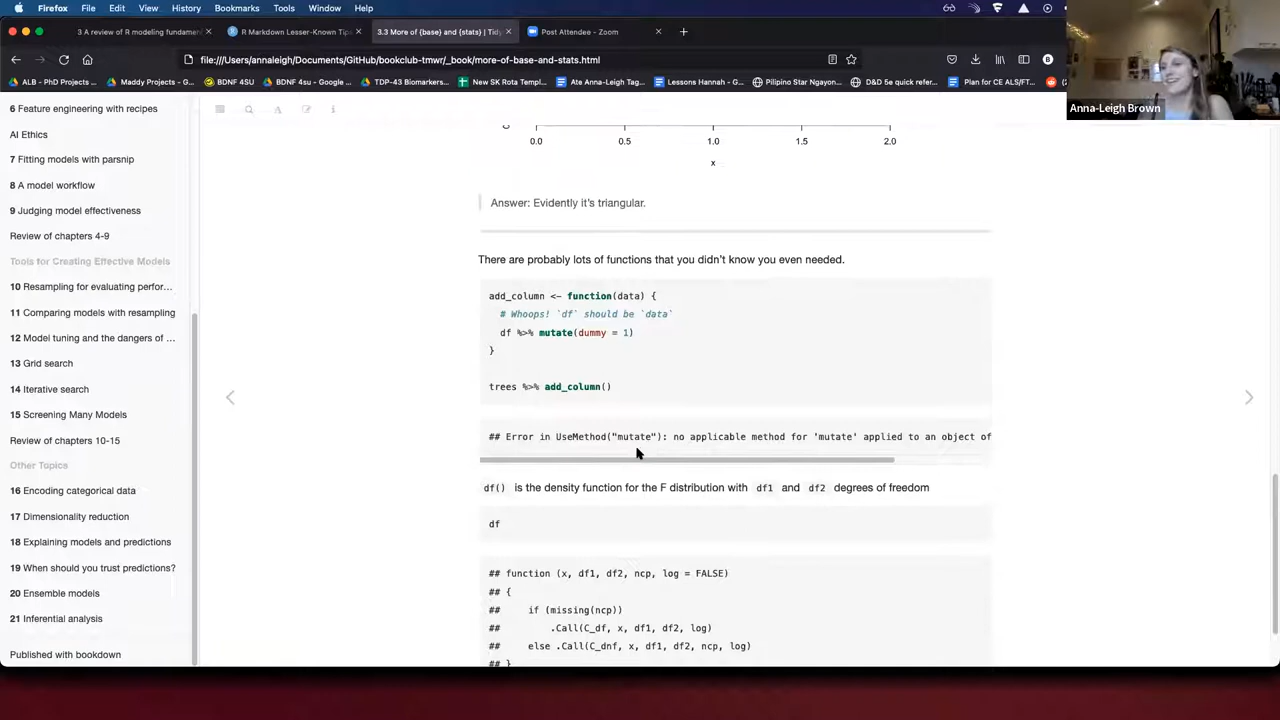 Firefox File Edit View History Bookmarks Tools Window Help
3 A review of R modeling fundamen
R Markdown Lesser-Known Tips
3.3 More of {base} and {stats} | Tidy
Post Attendee - Zoom
file:///Users/annaleigh/Documents/GitHub/bookclub-tmwr/_book/more-of-base-and-stats.html
ALB - PhD Projects ...
Maddy Projects - G...
BDNF 4SU
BDNF 4su - Google ...
TDP-43 Biomarkers...
New SK Rota Templ...
Ate Anna-Leigh Tag...
Lessons Hannah - G...
Pilipino Star Ngayon...
D&D 5e quick refer...
Plan for CE ALS/FT...
Anna-Leigh Brown
6 Feature engineering with recipes
AI Ethics
7 Fitting models with parsnip
8 A model workflow
9 Judging model effectiveness
Review of chapters 4-9
Tools for Creating Effective Models
10 Resampling for evaluating perfor...
11 Comparing models with resampling
12 Model tuning and the dangers of ...
13 Grid search
14 Iterative search
15 Screening Many Models
Review of chapters 10-15
Other Topics
16 Encoding categorical data
17 Dimensionality reduction
18 Explaining models and predictions
19 When should you trust predictions?
20 Ensemble models
21 Inferential analysis
Published with bookdown
0.0 0.5 1.0 1.5 2.0
x
Answer: Evidently it's triangular.
There are probably lots of functions that you didn't know you even needed.
add_column <- function(data) {
# Whoops! `df` should be `data`
df %>% mutate(dummy = 1)
}
trees %>% add_column()
## Error in UseMethod("mutate"): no applicable method for 'mutate' applied to an object of
df() is the density function for the F distribution with df1 and df2 degrees of freedom
df
## function (x, df1, df2, ncp, log = FALSE)
## {
##     if (missing(ncp))
##         .Call(C_df, x, df1, df2, log)
##     else .Call(C_dnf, x, df1, df2, ncp, log)
## }